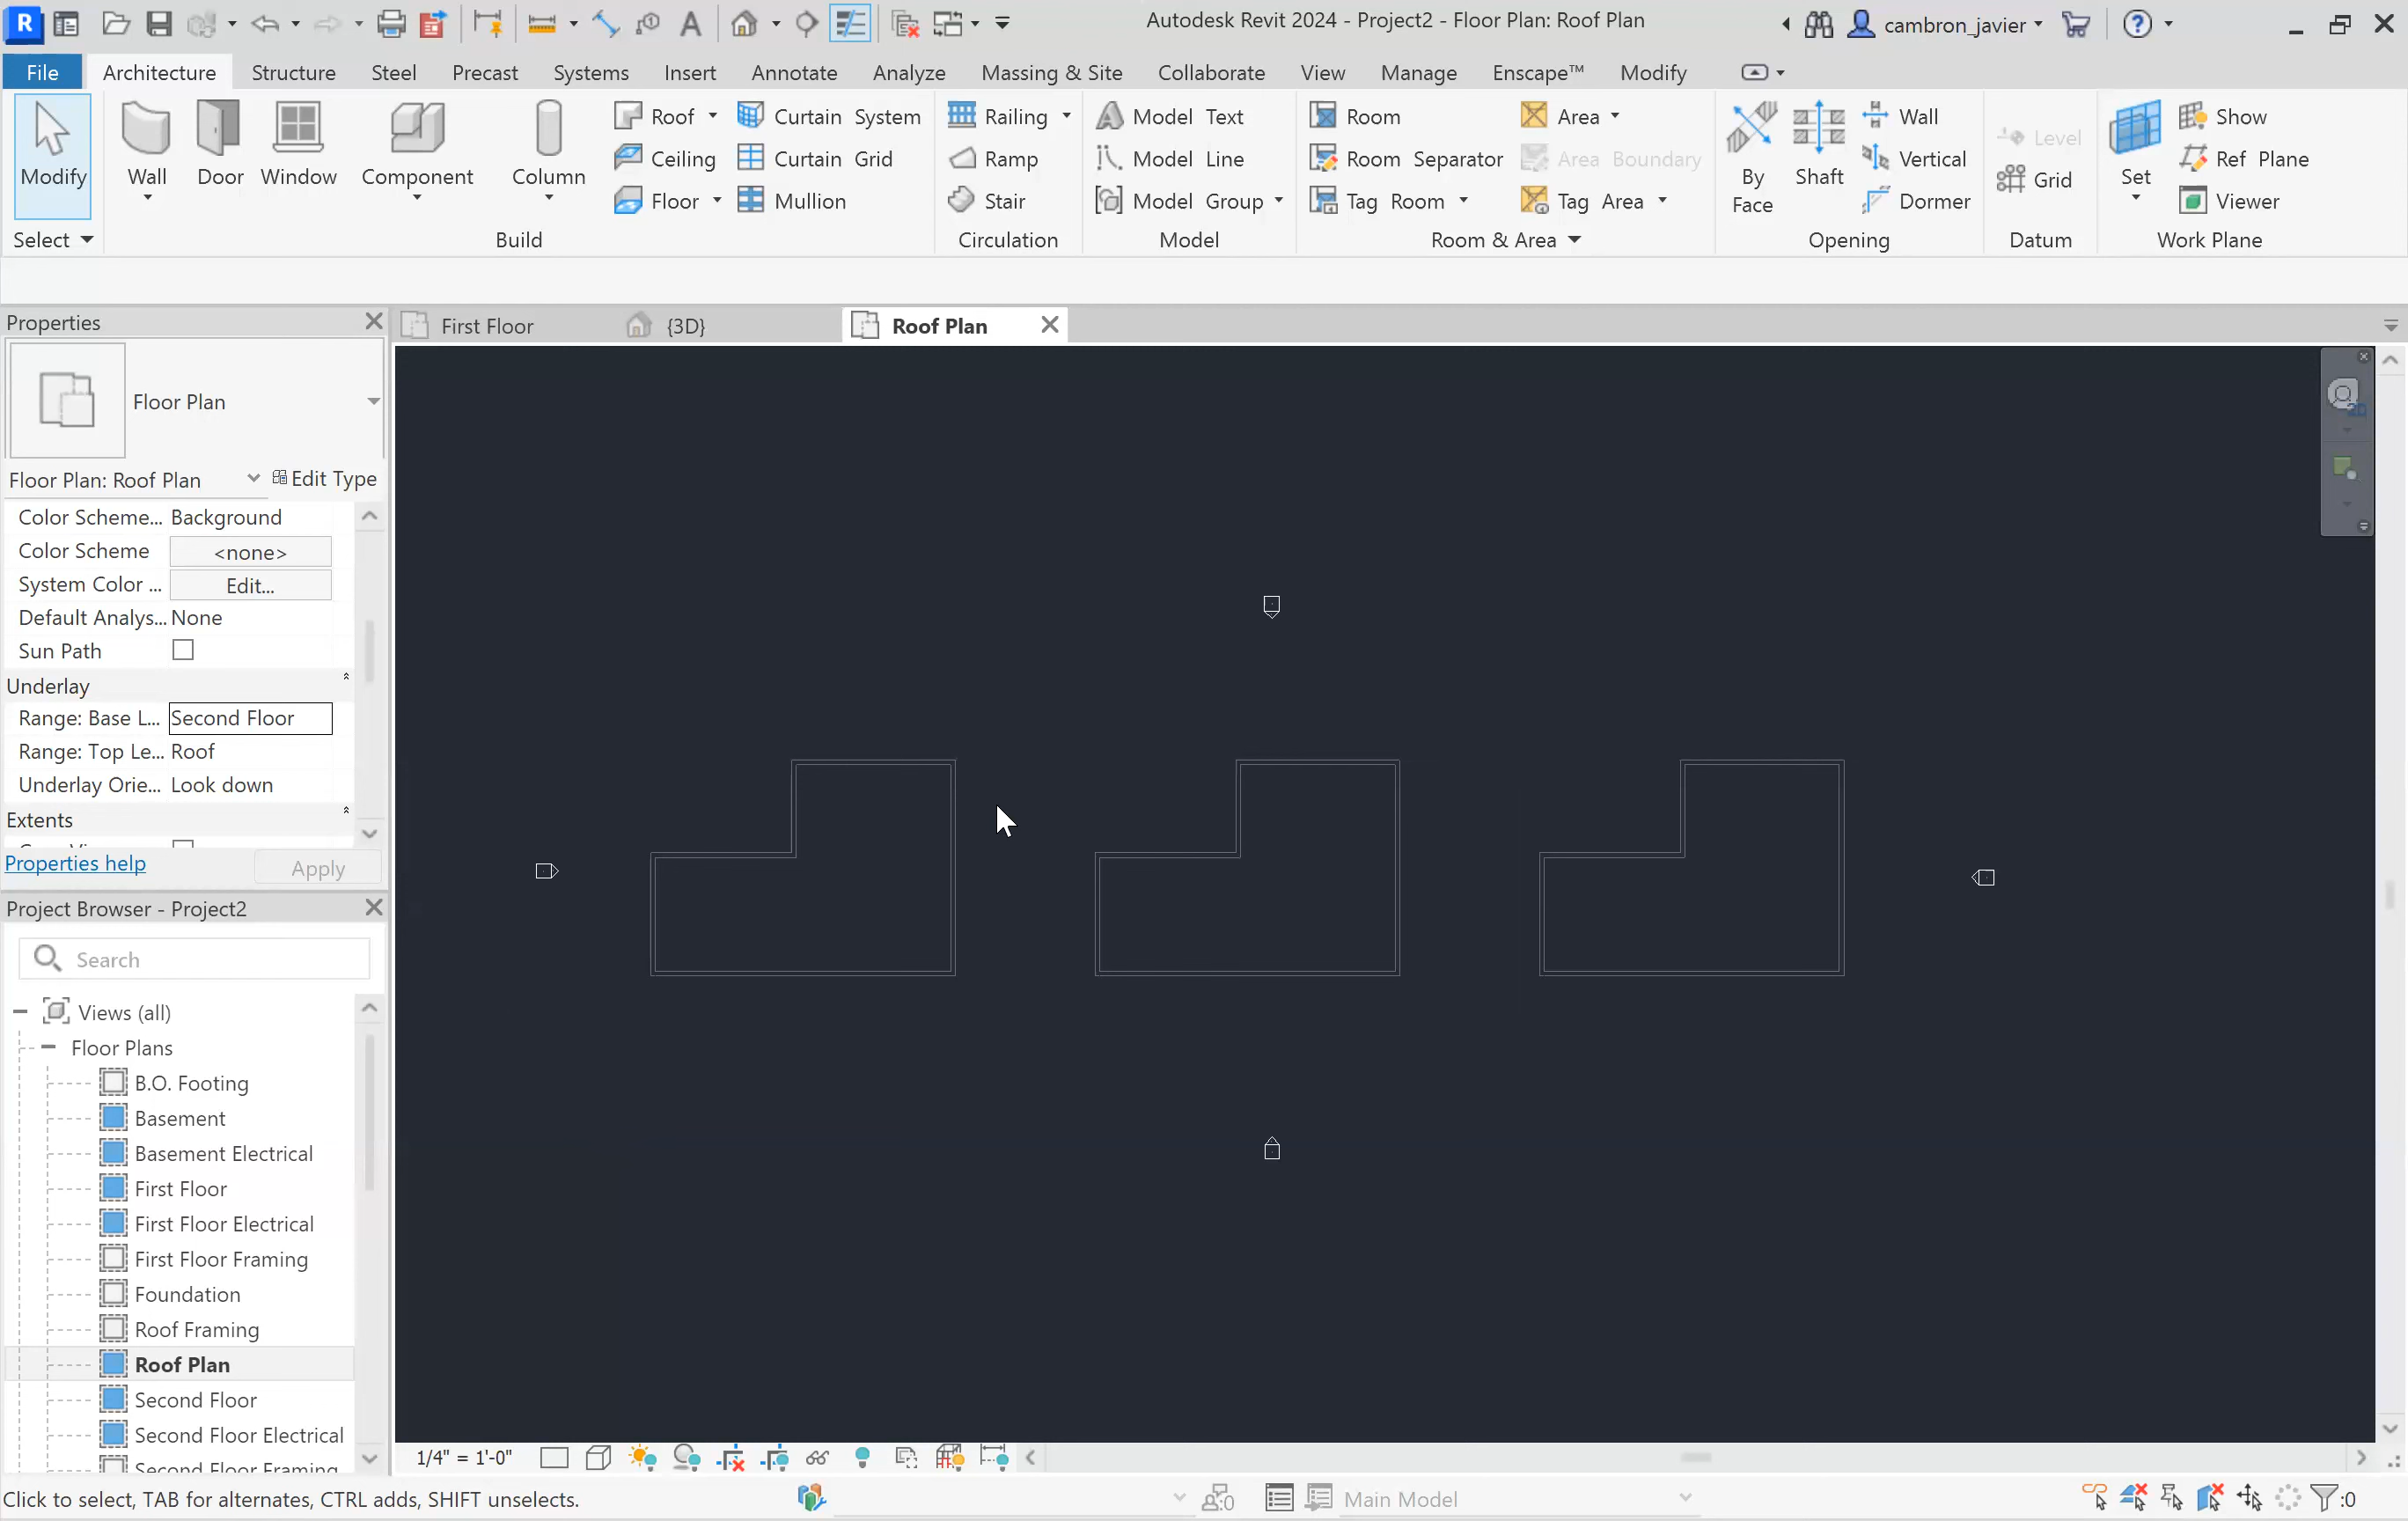 Autodesk Revit 2024 - Project2 - Floor Plan: Roof Plan
cambron_javier
File Architecture Structure Steel Precast Systems Insert Annotate Analyze Massing & Site Collaborate View Manage Enscape™ Modify
Modify
Select
Wall
Door
Window
Component
Column
Roof
Ceiling
Floor
Curtain System
Curtain Grid
Mullion
Build
Railing
Ramp
Stair
Circulation
Model Text
Model Line
Model Group
Model
Room
Room Separator
Tag Room
Area
Area Boundary
Tag Area
Room & Area
By Face
Shaft
Wall
Vertical
Dormer
Opening
Level
Grid
Datum
Set
Show
Ref Plane
Viewer
Work Plane
Properties
First Floor
{3D}
Roof Plan
Floor Plan
Floor Plan: Roof Plan
Edit Type
Color Scheme... Background
Color Scheme <none>
System Color ... Edit...
Default Analys... None
Sun Path
Underlay
Range: Base L... Second Floor
Range: Top Le... Roof
Underlay Orie... Look down
Extents
Properties help
Apply
Project Browser - Project2
Search
Views (all)
Floor Plans
B.O. Footing
Basement
Basement Electrical
First Floor
First Floor Electrical
First Floor Framing
Foundation
Roof Framing
Roof Plan
Second Floor
Second Floor Electrical
Second Floor Framing
2D
1/4" = 1'-0"
Click to select, TAB for alternates, CTRL adds, SHIFT unselects.
:0
Main Model
:0